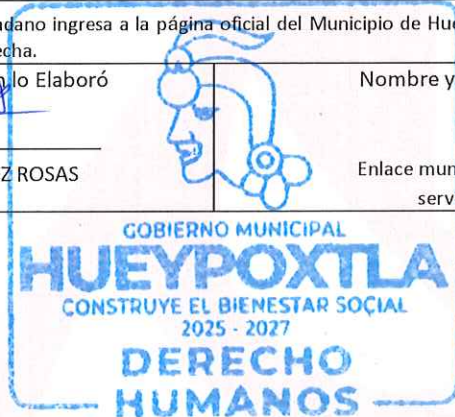 adano ingresa a la página oficial del Municipio de Hue
echa.
lo Elaboró
Nombre y
Z ROSAS
Enlace mun
serv
GOBIERNO MUNICIPAL
HUEYPOXTLA
CONSTRUYE EL BIENESTAR SOCIAL
2025 - 2027
DERECHO
HUMANOS